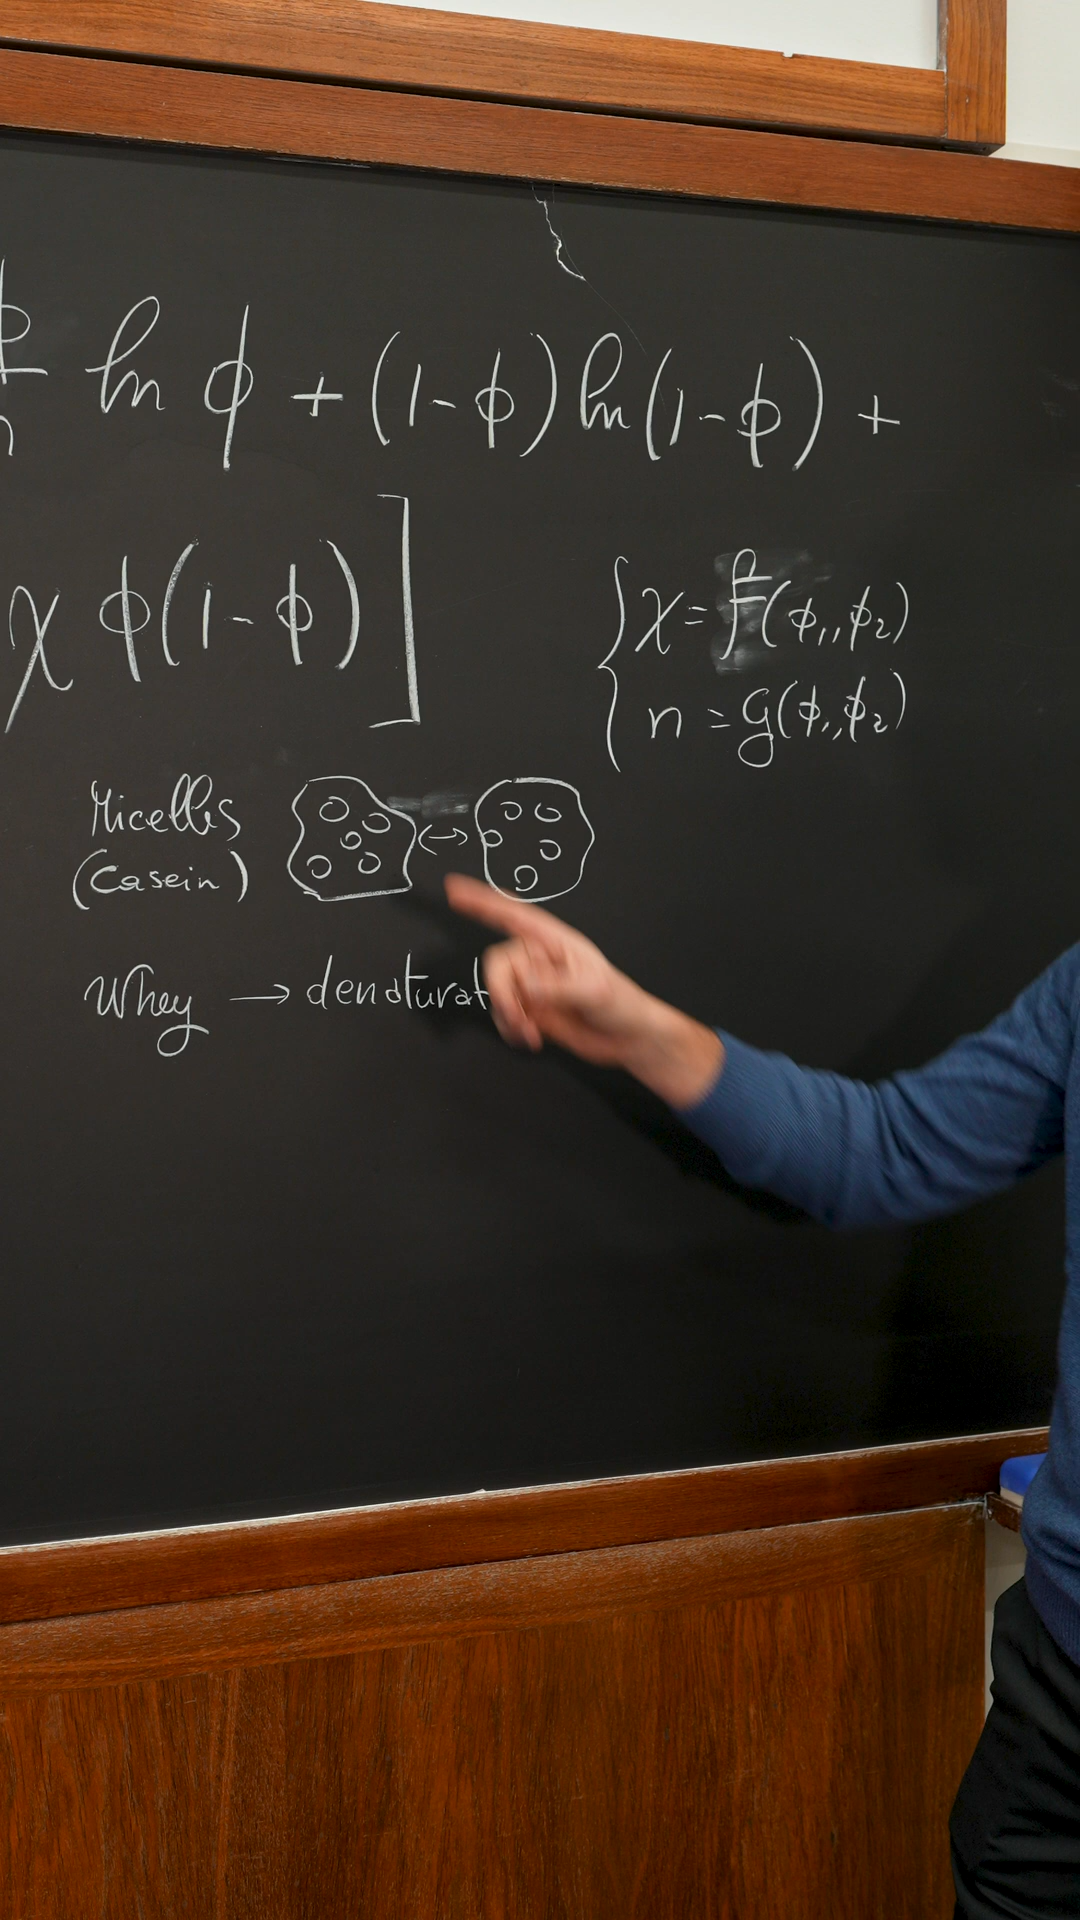 ln ϕ + (1-ϕ) ln(1-ϕ) +
χ ϕ(1-ϕ)]
{ χ = f(ϕ₁,ϕ₂)
n = g(ϕ₁,ϕ₂)
Micelles
(casein)
Whey → denaturat